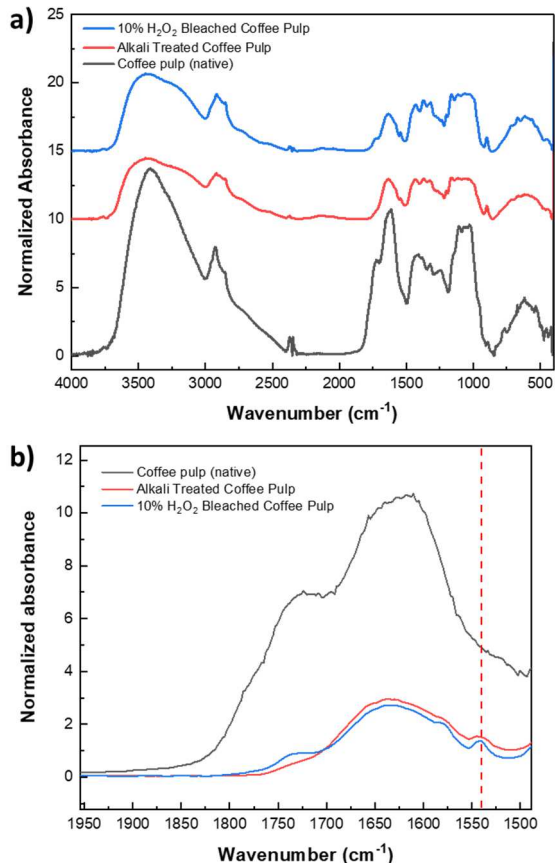 a)
10% H₂O₂ Bleached Coffee Pulp
Alkali Treated Coffee Pulp
Coffee pulp (native)
Normalized Absorbance
25
20
15
10
5
0
4000 3500 3000 2500 2000 1500 1000 500
Wavenumber (cm⁻¹)
b)
Coffee pulp (native)
Alkali Treated Coffee Pulp
10% H₂O₂ Bleached Coffee Pulp
Normalized absorbance
12
10
8
6
4
2
0
1950 1900 1850 1800 1750 1700 1650 1600 1550 1500
Wavenumber (cm⁻¹)